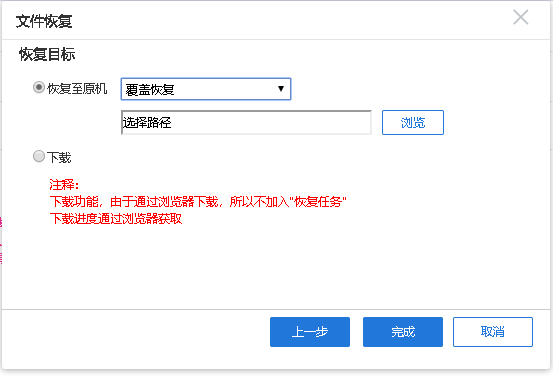 文件恢复
恢复目标
恢复至原机 覆盖恢复
选择路径 浏览
下载
注释：
下载功能，由于通过浏览器下载，所以不加入"恢复任务"
下载进度通过浏览器获取
上一步 完成 取消